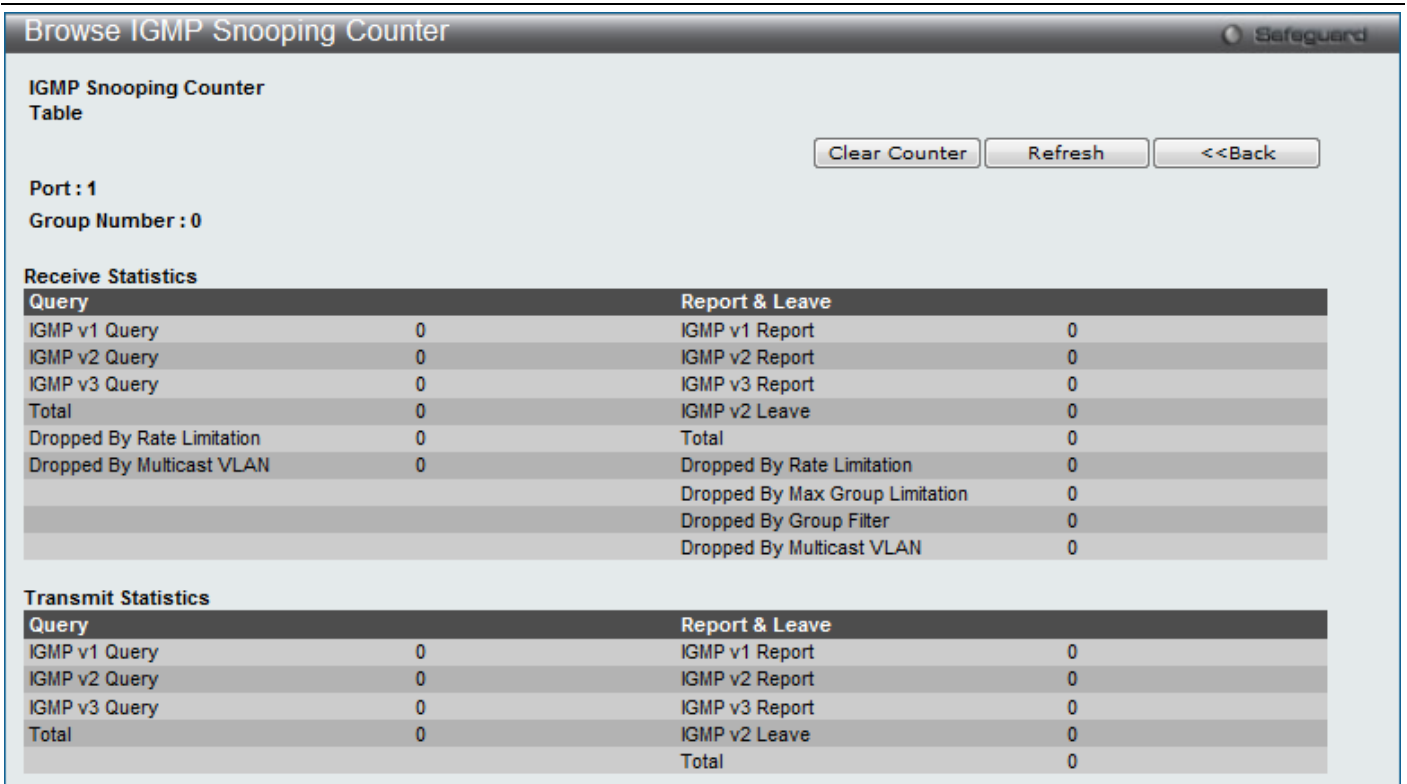 Browse IGMP Snooping Counter Safeguard
IGMP Snooping Counter
Table
Clear Counter Refresh <<Back
Port : 1
Group Number : 0
Receive Statistics
Query Report & Leave
IGMP v1 Query 0 IGMP v1 Report 0
IGMP v2 Query 0 IGMP v2 Report 0
IGMP v3 Query 0 IGMP v3 Report 0
Total 0 IGMP v2 Leave 0
Dropped By Rate Limitation 0 Total 0
Dropped By Multicast VLAN 0 Dropped By Rate Limitation 0
Dropped By Max Group Limitation 0
Dropped By Group Filter 0
Dropped By Multicast VLAN 0
Transmit Statistics
Query Report & Leave
IGMP v1 Query 0 IGMP v1 Report 0
IGMP v2 Query 0 IGMP v2 Report 0
IGMP v3 Query 0 IGMP v3 Report 0
Total 0 IGMP v2 Leave 0
Total 0